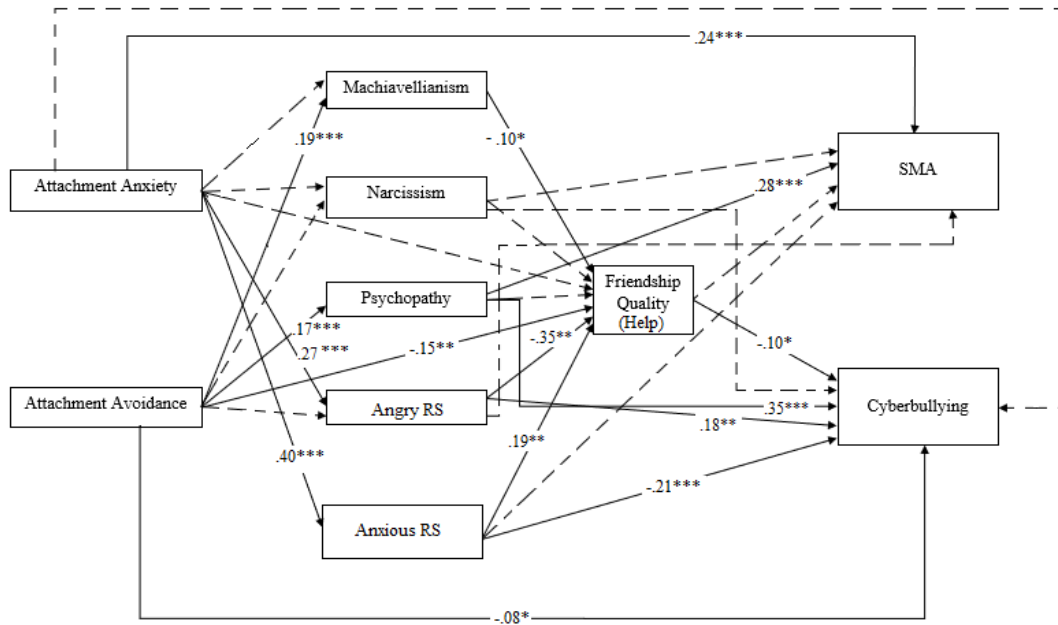 .24***
Machiavellianism
.19***
-.10*
SMA
Attachment Anxiety
Narcissism
.28***
Psychopathy
Friendship
Quality
(Help)
.17***
.27***
-.15**
-.35**
-.10*
Attachment Avoidance
Angry RS
.35***
Cyberbullying
.18**
.40***
.19**
-.21***
Anxious RS
-.08*